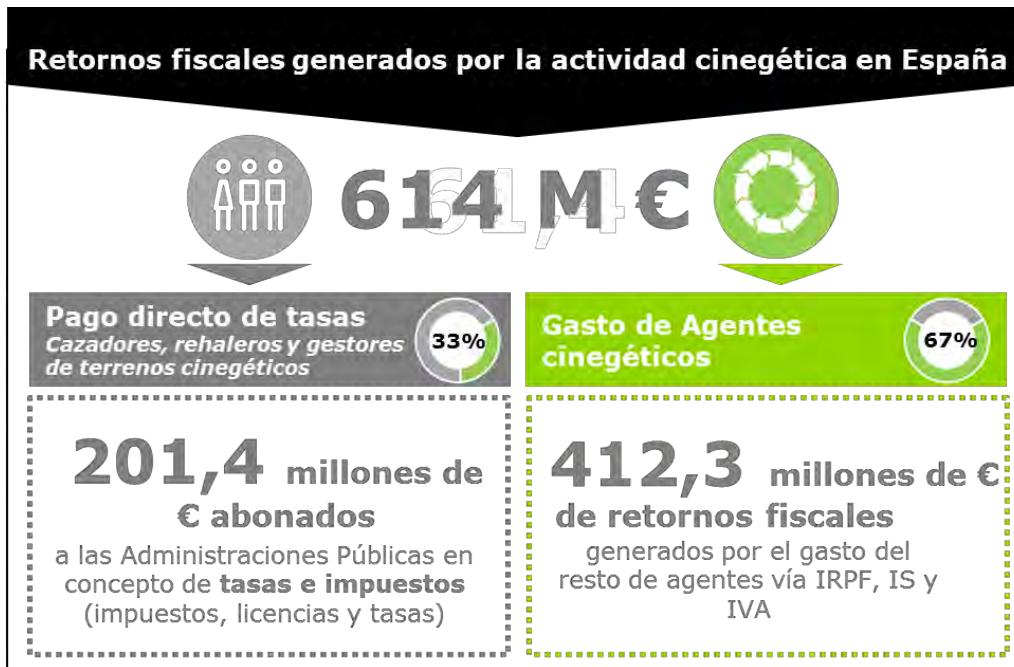 Retornos fiscales generados por la actividad cinegética en España
614 M €
61,4
Pago directo de tasas
Cazadores, rehaleros y gestores
de terrenos cinegéticos
33%
201,4 millones de
€ abonados
a las Administraciones Públicas en
concepto de tasas e impuestos
(impuestos, licencias y tasas)
Gasto de Agentes
cinegéticos
67%
412,3 millones de €
de retornos fiscales
generados por el gasto del
resto de agentes vía IRPF, IS y
IVA